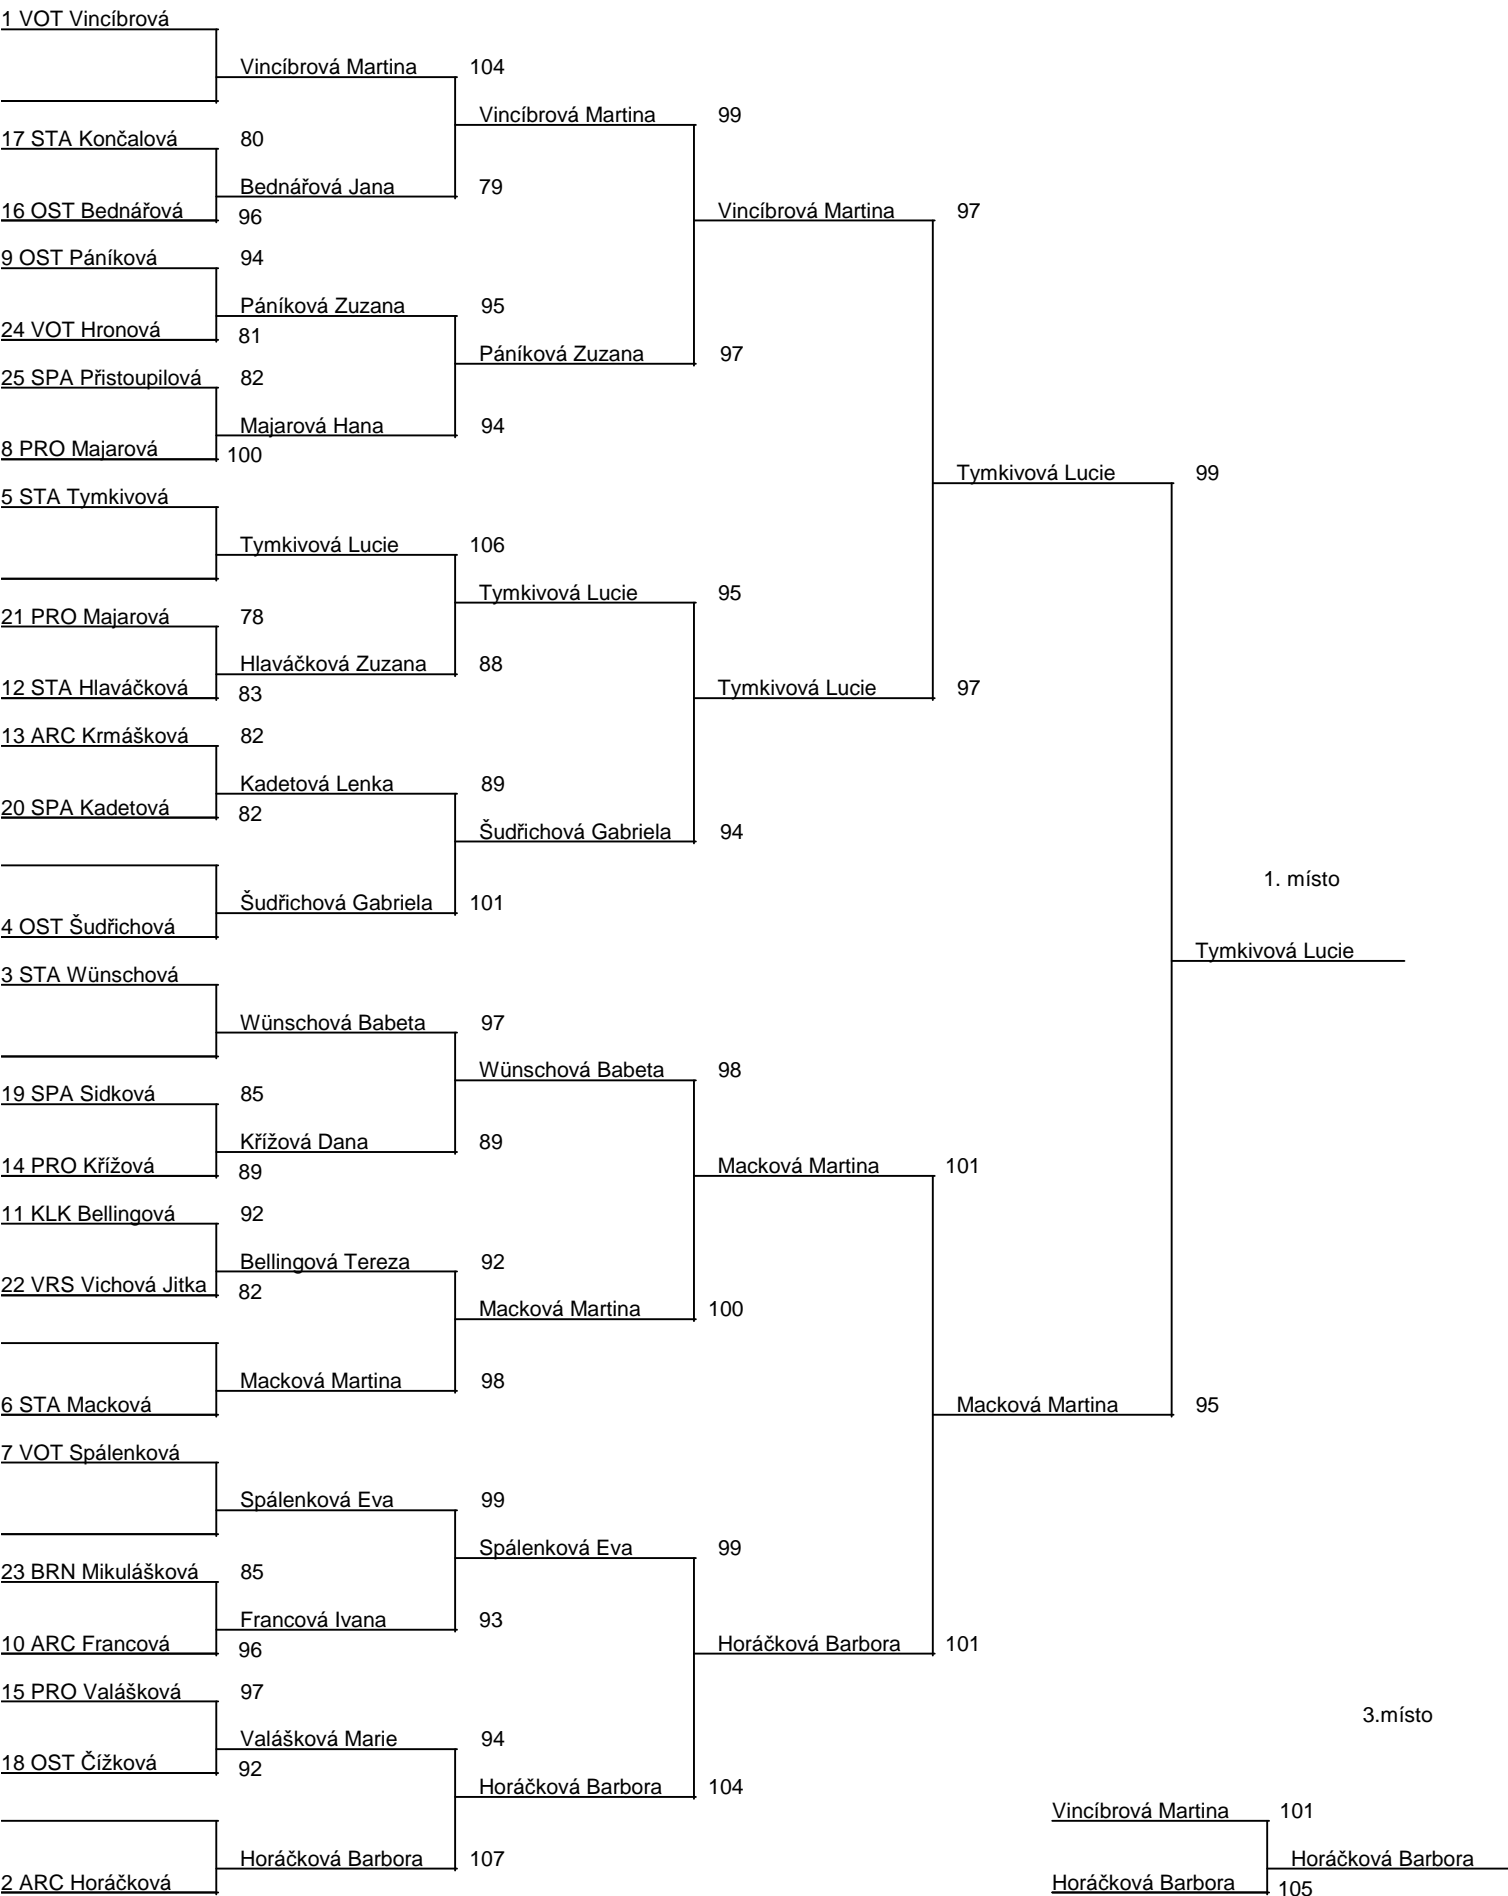 1 VOT Vincíbrová
Vincíbrová Martina 104
Vincíbrová Martina 99
17 STA Končalová 80
Bednářová Jana 79
16 OST Bednářová 96
Vincíbrová Martina 97
9 OST Páníková 94
Páníková Zuzana 95
24 VOT Hronová 81
Páníková Zuzana 97
25 SPA Přistoupilová 82
Majarová Hana 94
8 PRO Majarová 100
Tymkivová Lucie 99
5 STA Tymkivová
Tymkivová Lucie 106
Tymkivová Lucie 95
21 PRO Majarová 78
Hlaváčková Zuzana 88
12 STA Hlaváčková 83
Tymkivová Lucie 97
13 ARC Krmášková 82
Kadetová Lenka 89
20 SPA Kadetová 82
Šudřichová Gabriela 94
1. místo
Šudřichová Gabriela 101
4 OST Šudřichová
Tymkivová Lucie
3 STA Wünschová
Wünschová Babeta 97
Wünschová Babeta 98
19 SPA Sidková 85
Křížová Dana 89
14 PRO Křížová 89
Macková Martina 101
11 KLK Bellingová 92
Bellingová Tereza 92
22 VRS Vichová Jitka 82
Macková Martina 100
Macková Martina 98
6 STA Macková
Macková Martina 95
7 VOT Spálenková
Spálenková Eva 99
Spálenková Eva 99
23 BRN Mikulášková 85
Francová Ivana 93
10 ARC Francová 96
Horáčková Barbora 101
15 PRO Valášková 97
3.místo
Valášková Marie 94
18 OST Čížková 92
Horáčková Barbora 104
Vincíbrová Martina 101
Horáčková Barbora 107
Horáčková Barbora
2 ARC Horáčková
Horáčková Barbora 105